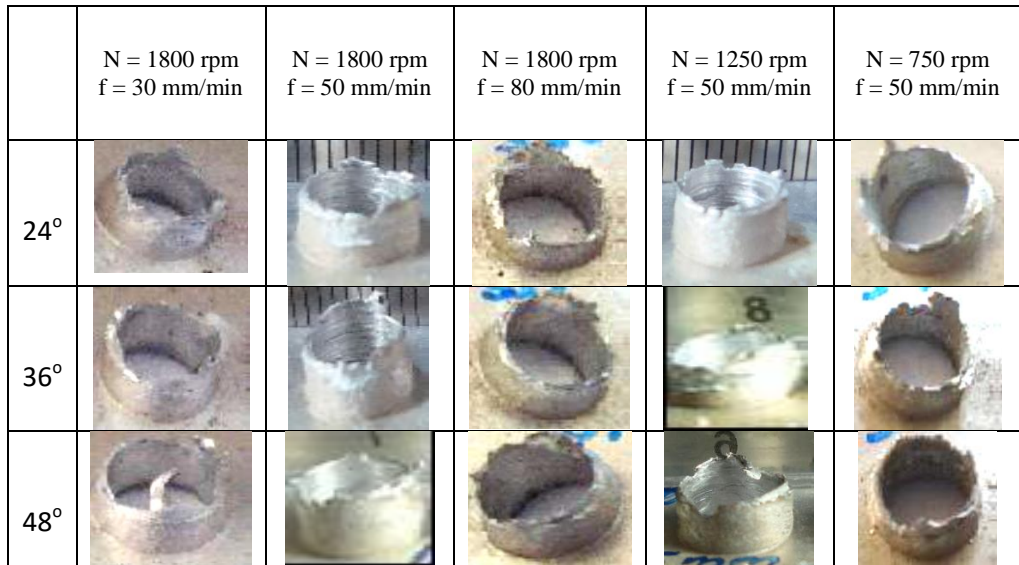 N = 1800 rpm
f = 30 mm/min
N = 1800 rpm
f = 50 mm/min
N = 1800 rpm
f = 80 mm/min
N = 1250 rpm
f = 50 mm/min
N = 750 rpm
f = 50 mm/min
24°
36°
8
48°